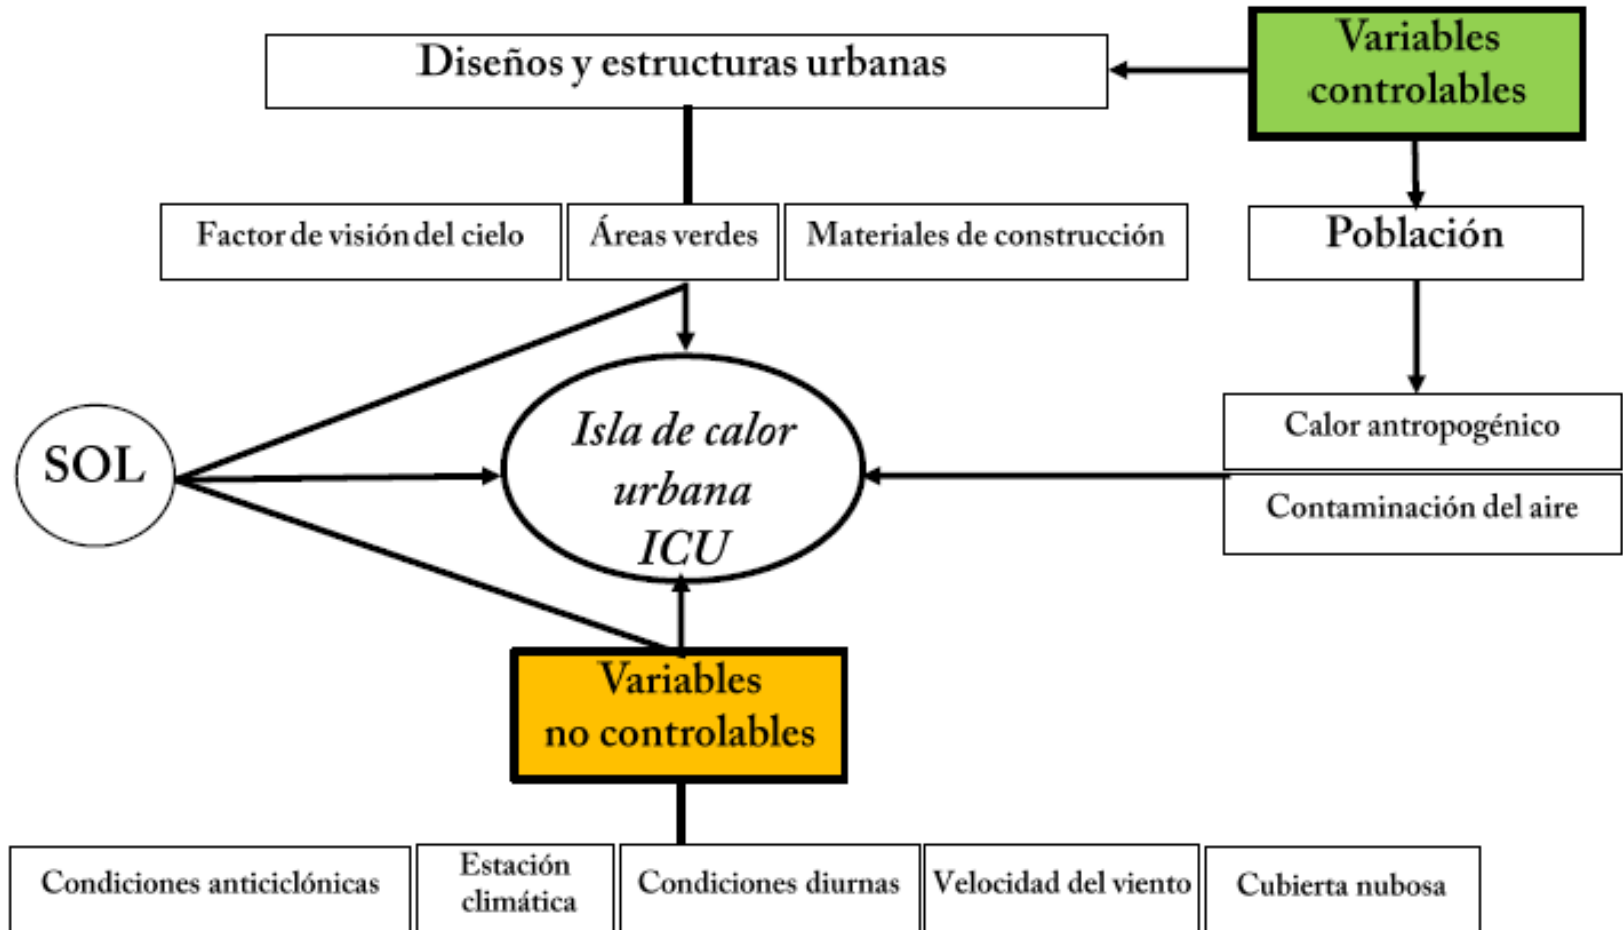 Diseños y estructuras urbanas
Variables
controlables
Factor de visión del cielo
Áreas verdes
Materiales de construcción
Población
SOL
Isla de calor
urbana
ICU
Calor antropogénico
Contaminación del aire
Variables
no controlables
Condiciones anticiclónicas
Estación
climática
Condiciones diurnas
Velocidad del viento
Cubierta nubosa